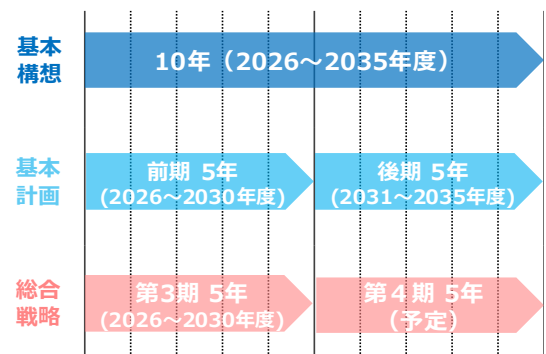 基本
構想
10年（2026～2035年度）
基本
計画
前期 5年
(2026～2030年度)
後期 5年
(2031～2035年度)
総合
戦略
第3期 5年
(2026～2030年度)
第４期 5年
（予定）